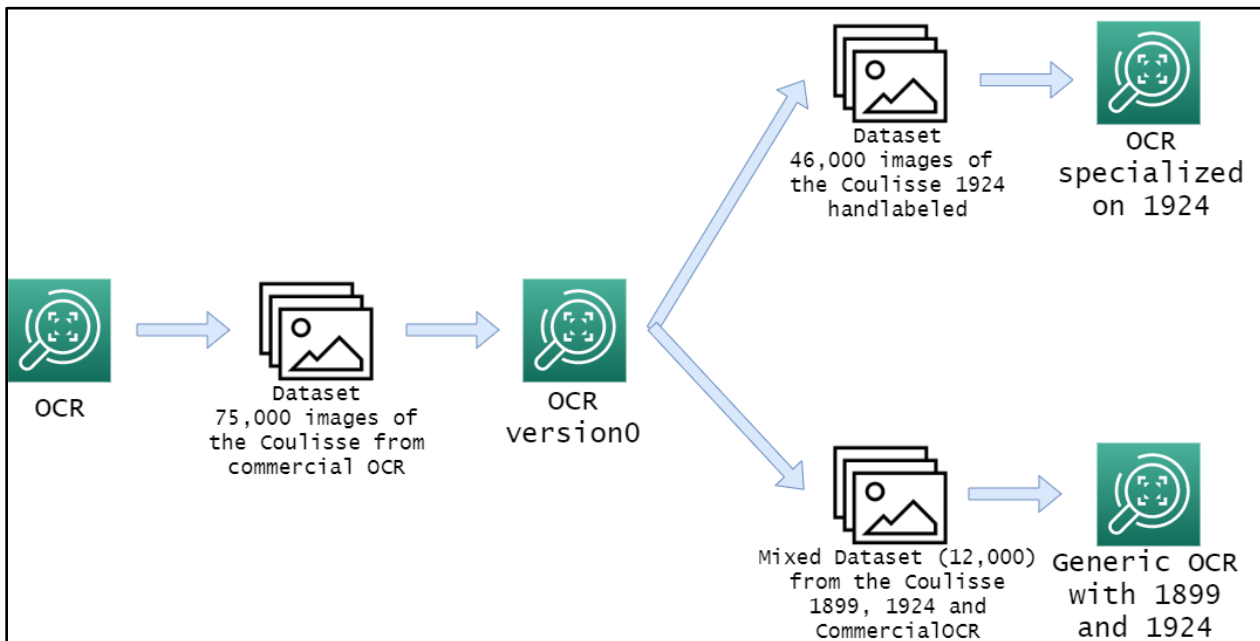 OCR
Dataset
75,000 images of
the Coulisse from
commercial OCR
OCR
version0
Dataset
46,000 images of
the Coulisse 1924
handlabeled
OCR
specialized
on 1924
Mixed Dataset (12,000)
from the Coulisse
1899, 1924 and
CommercialOCR
Generic OCR
with 1899
and 1924